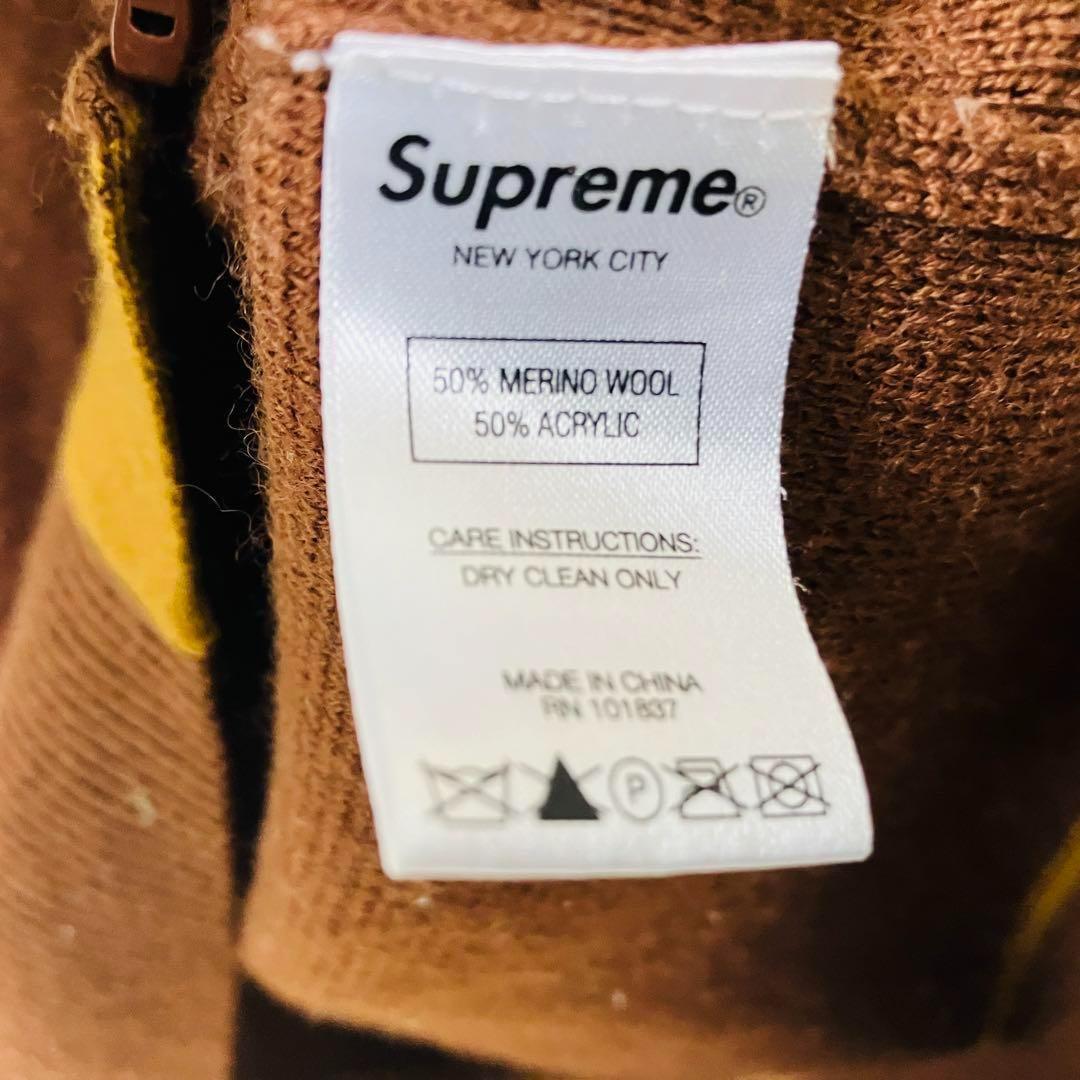 Supreme®
NEW YORK CITY
50% MERINO WOOL
50% ACRYLIC
CARE INSTRUCTIONS:
DRY CLEAN ONLY
MADE IN CHINA
RN 101837
P